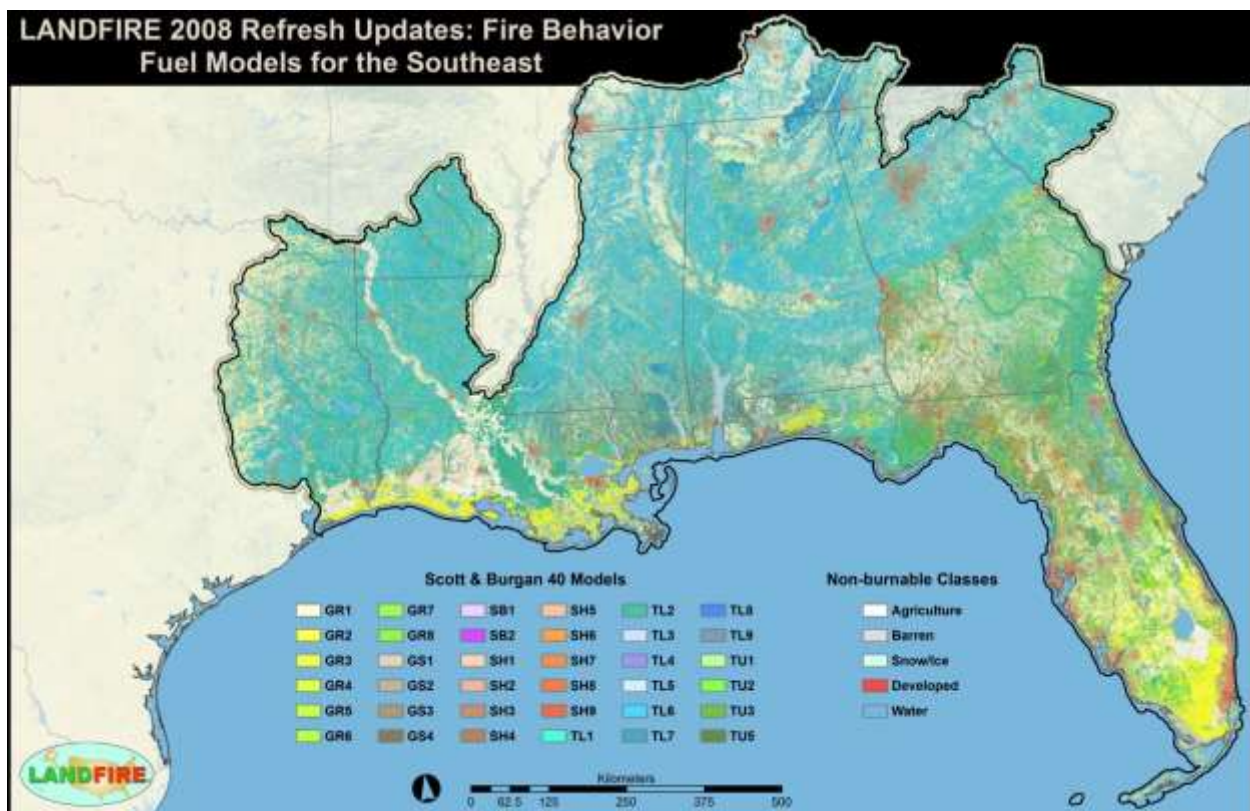 LANDFIRE 2008 Refresh Updates: Fire Behavior
Fuel Models for the Southeast
Scott & Burgan 40 Models
GR1
GR2
GR3
GR4
GR5
GR6
GR7
GR8
GS1
GS2
GS3
GS4
SB1
SB2
SH1
SH2
SH3
SH4
SH5
SH6
SH7
SH8
SH9
TL1
TL2
TL3
TL4
TL5
TL6
TL7
TL8
TL9
TU1
TU2
TU3
TU5
Non-burnable Classes
Agriculture
Barren
Snow/Ice
Developed
Water
LANDFIRE
Kilometers
0 62.5 125 250 375 500